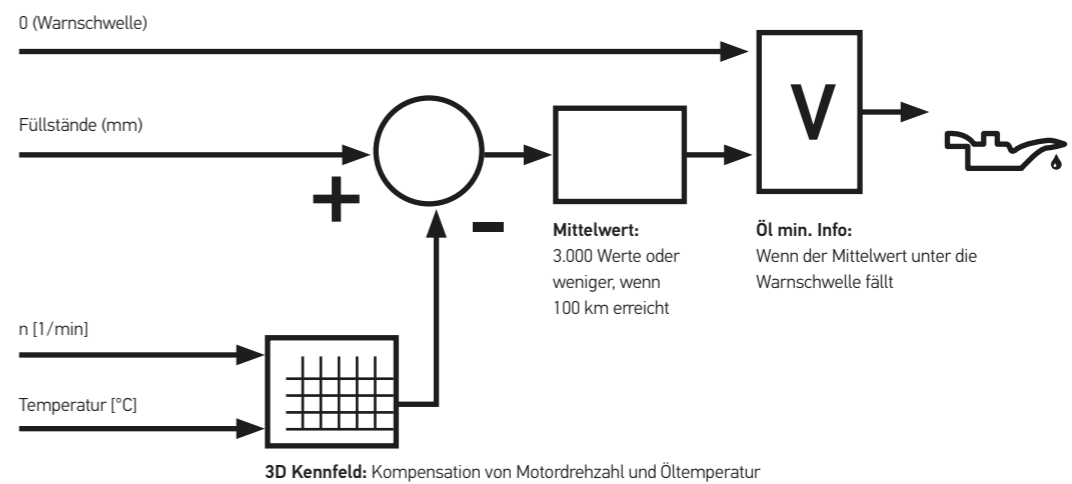 0 (Warnschwelle)
Füllstände (mm)
+
-
V
Mittelwert:
3.000 Werte oder
weniger, wenn
100 km erreicht
Öl min. Info:
Wenn der Mittelwert unter die
Warnschwelle fällt
n [1/min]
Temperatur [°C]
3D Kennfeld: Kompensation von Motordrehzahl und Öltemperatur